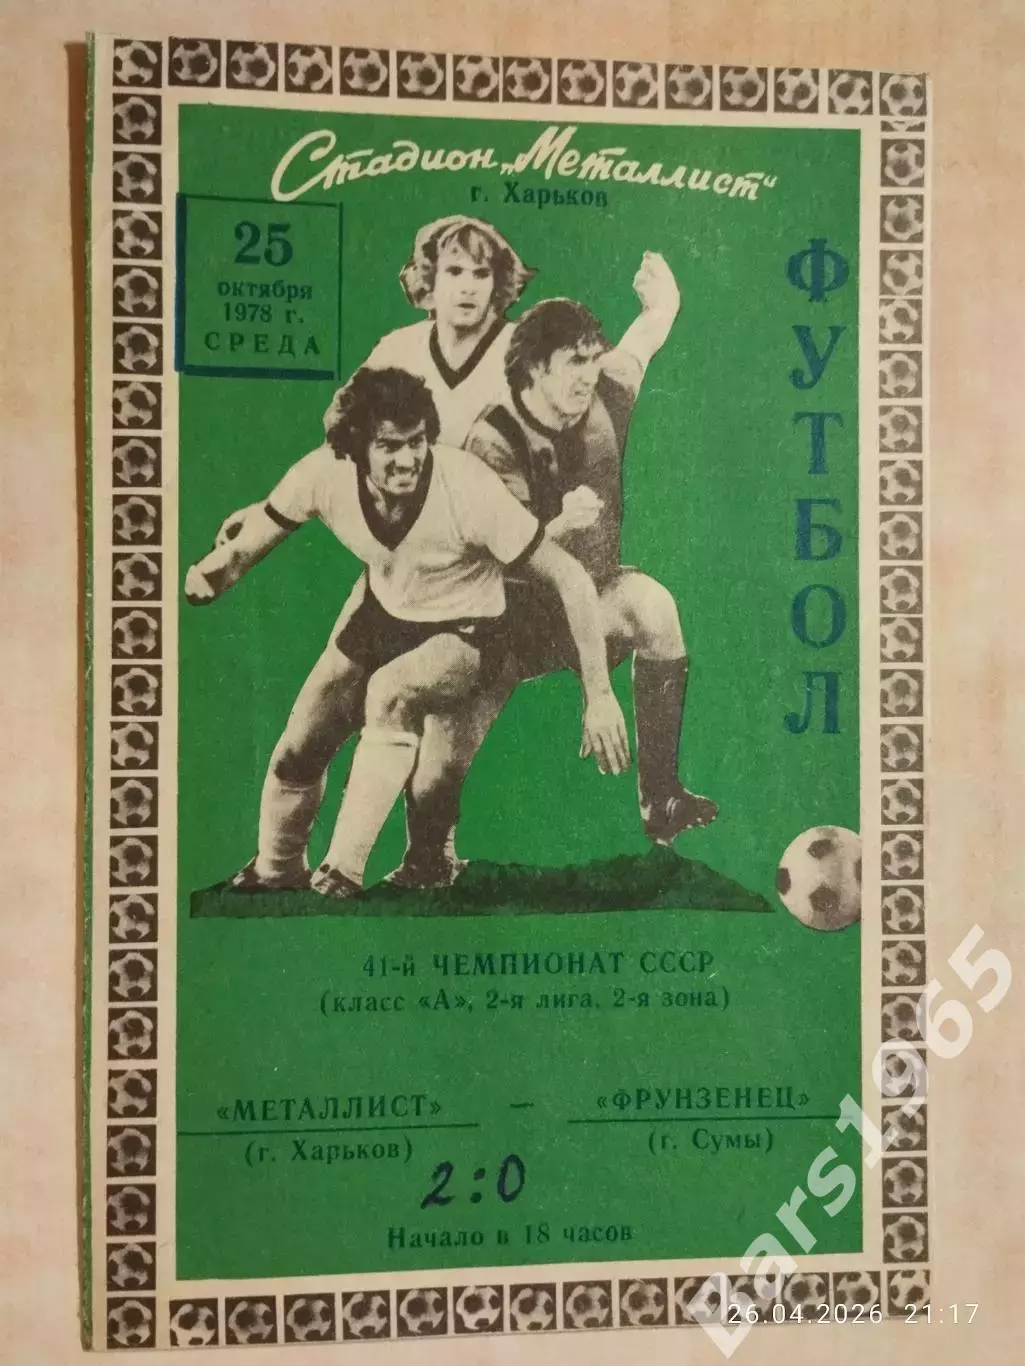 Стадион „Металлист“
г. Харьков
25
октября
1978 г.
СРЕДА
ФУТБОЛ
41-й ЧЕМПИОНАТ СССР
(класс «А», 2-я лига, 2-я зона)
«МЕТАЛЛИСТ» — «ФРУНЗЕНЕЦ»
(г. Харьков) (г. Сумы)
2:0
Начало в 18 часов
Bars1965
26.04.2026 21:17